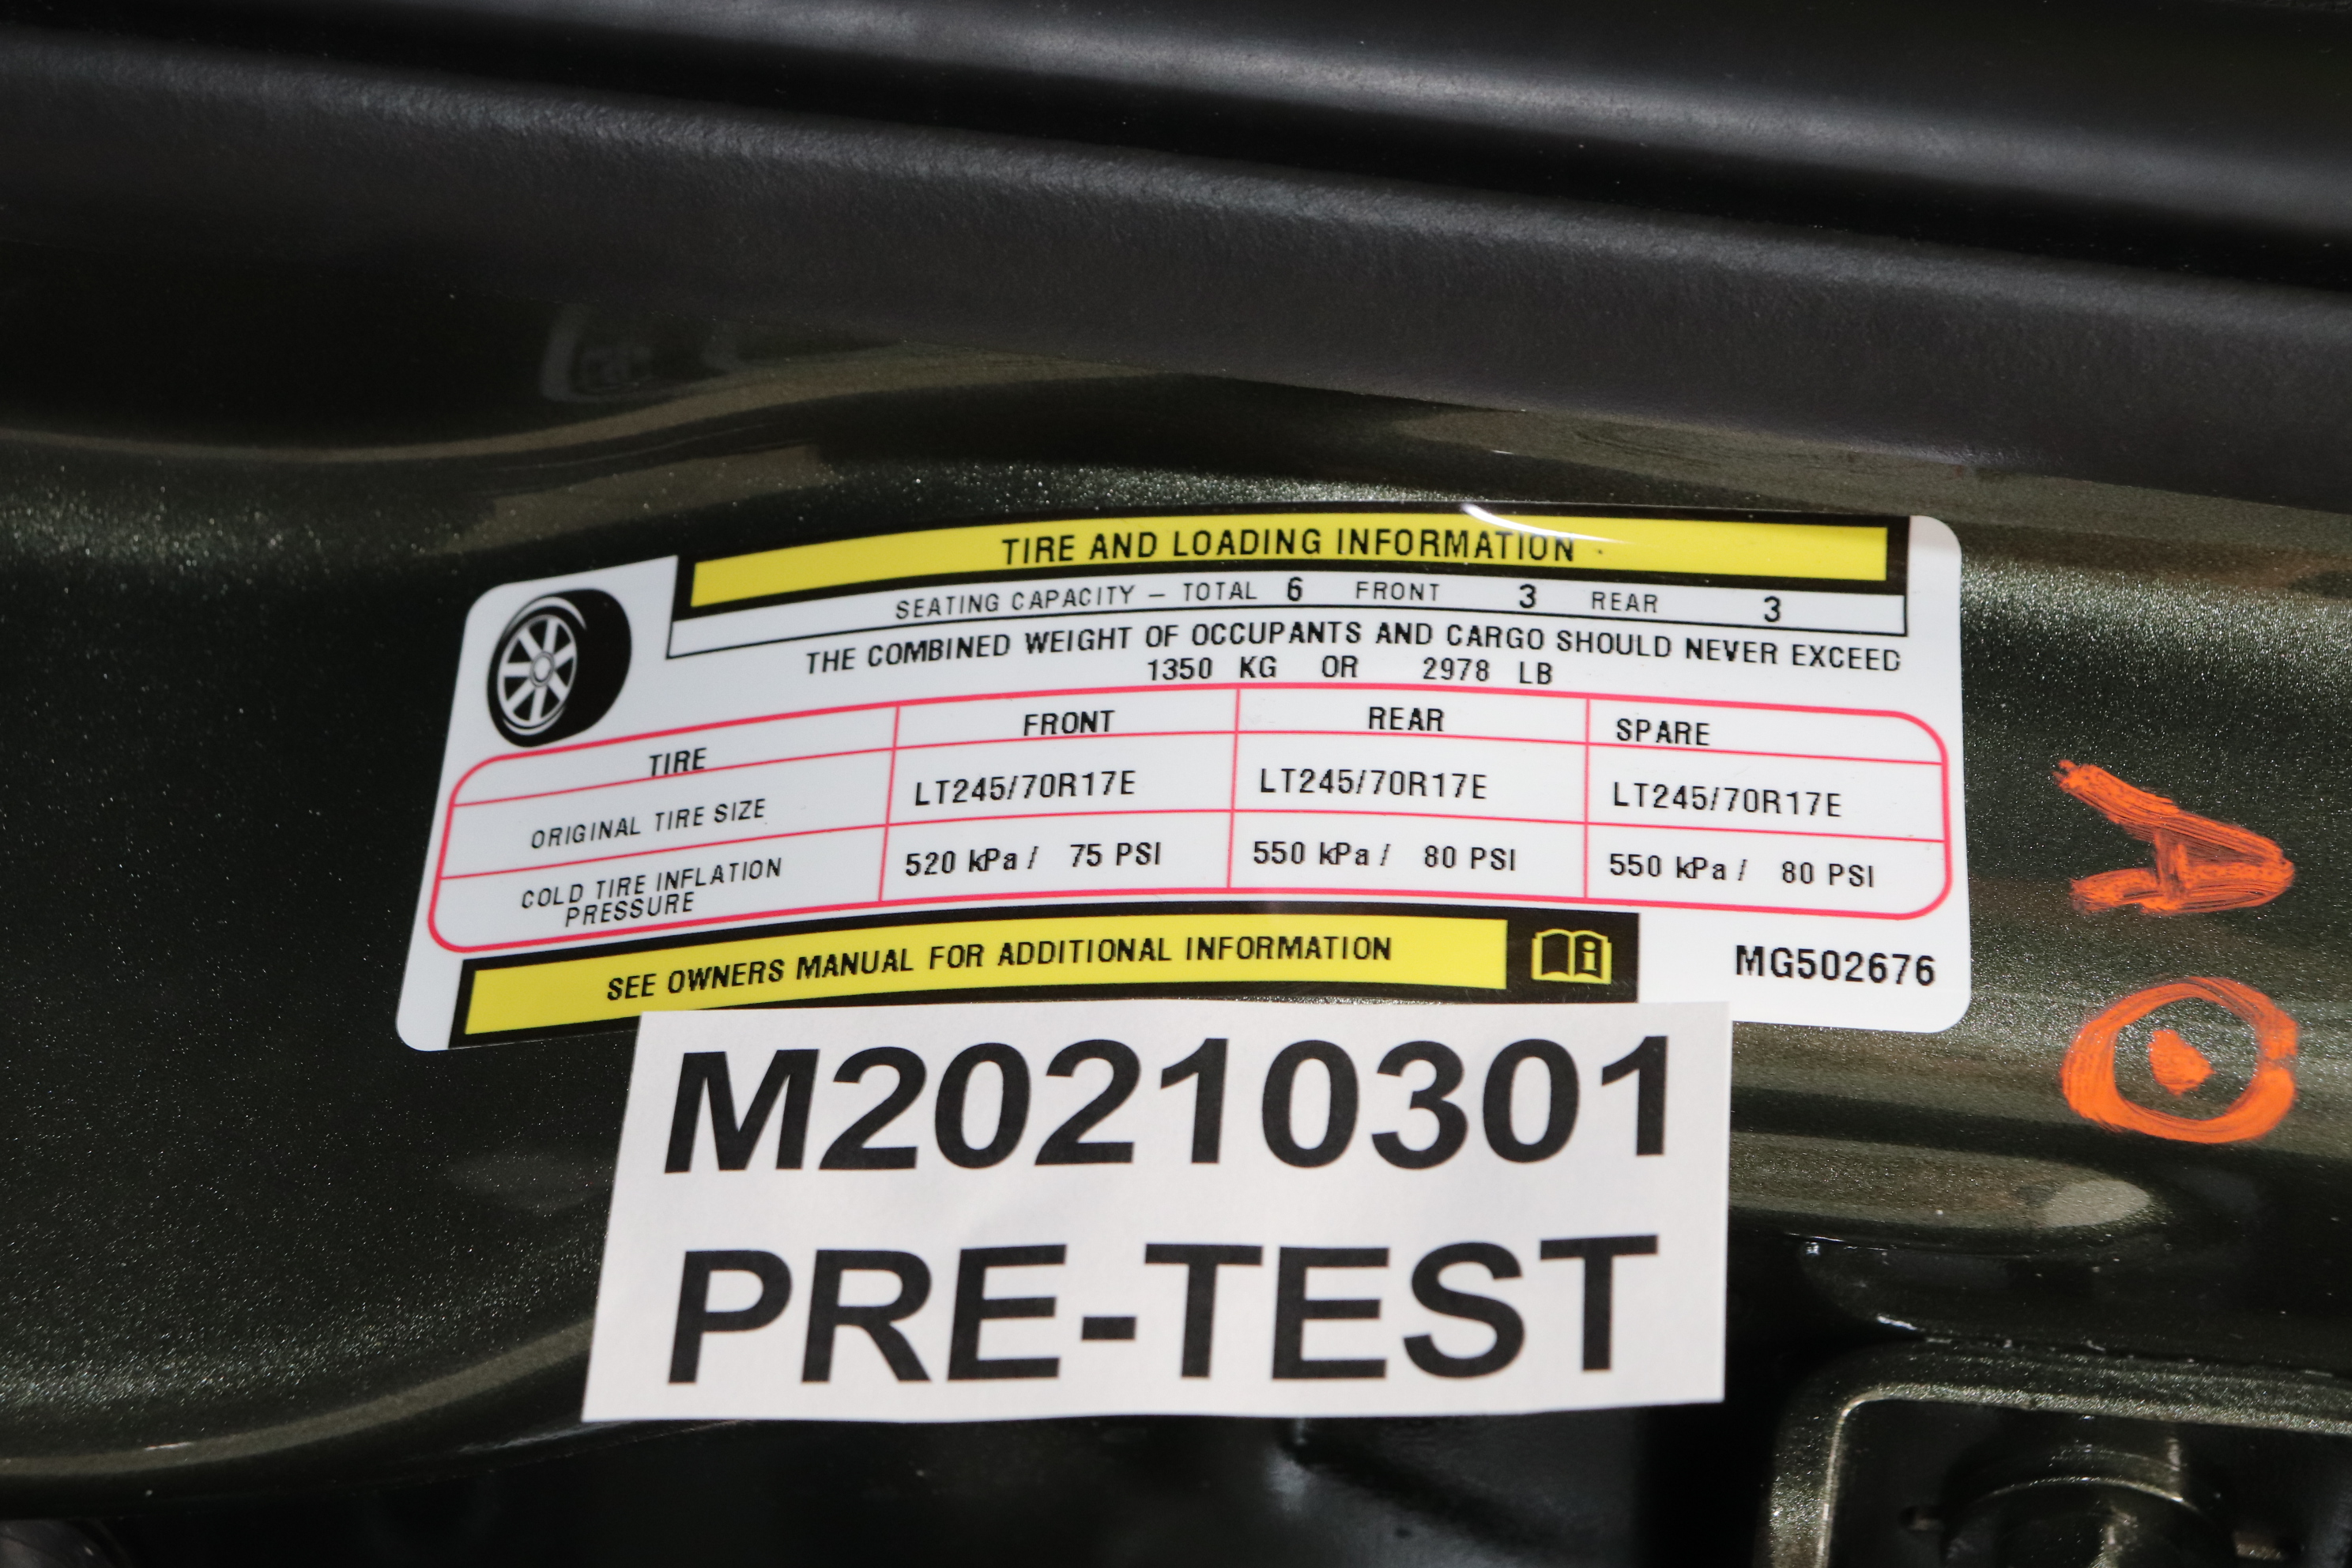 TIRE AND LOADING INFORMATION
SEATING CAPACITY – TOTAL 6 FRONT 3 REAR 3
THE COMBINED WEIGHT OF OCCUPANTS AND CARGO SHOULD NEVER EXCEED
1350 KG OR 2978 LB
TIRE FRONT REAR SPARE
ORIGINAL TIRE SIZE LT245/70R17E LT245/70R17E LT245/70R17E
COLD TIRE INFLATION PRESSURE 520 kPa / 75 PSI 550 kPa / 80 PSI 550 kPa / 80 PSI
SEE OWNERS MANUAL FOR ADDITIONAL INFORMATION
MG502676
M20210301
PRE-TEST